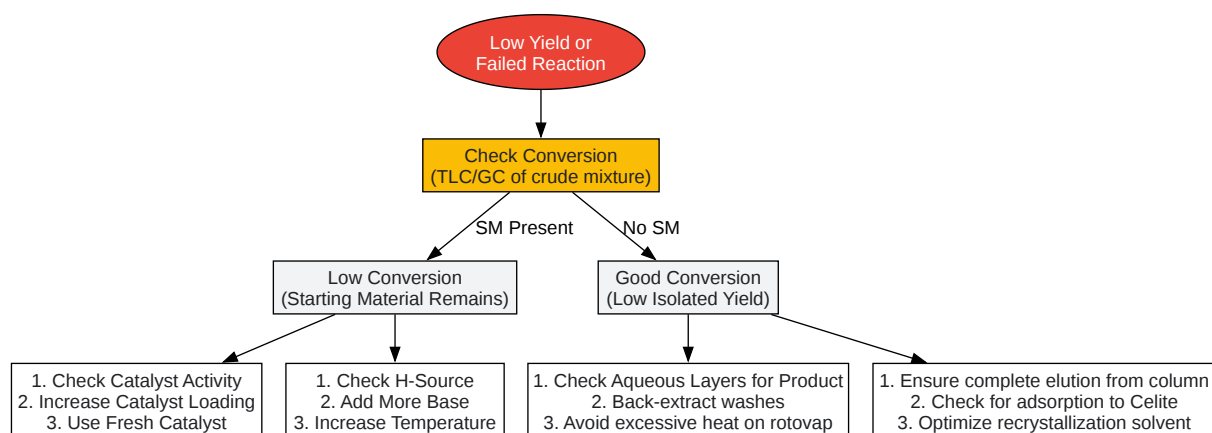 Low Yield or
Failed Reaction
Check Conversion
(TLC/GC of crude mixture)
SM Present
No SM
Low Conversion
(Starting Material Remains)
Good Conversion
(Low Isolated Yield)
1. Check Catalyst Activity
2. Increase Catalyst Loading
3. Use Fresh Catalyst
1. Check H-Source
2. Add More Base
3. Increase Temperature
1. Check Aqueous Layers for Product
2. Back-extract washes
3. Avoid excessive heat on rotovap
1. Ensure complete elution from column
2. Check for adsorption to Celite
3. Optimize recrystallization solvent